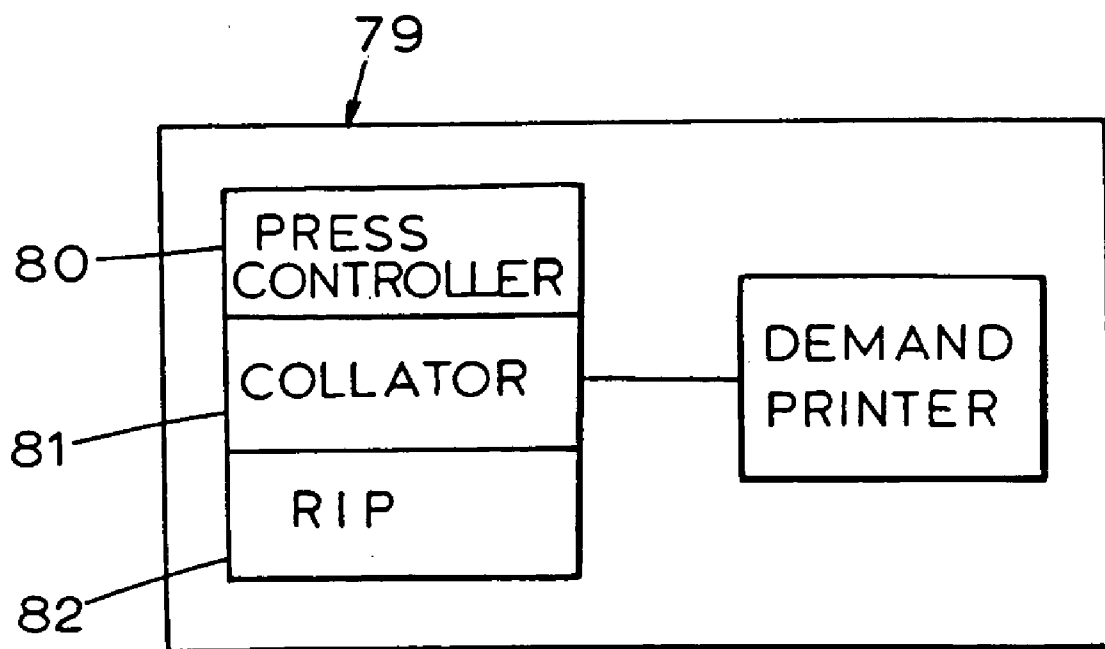 79
80
PRESS
CONTROLLER
81
COLLATOR
82
RIP
DEMAND
PRINTER